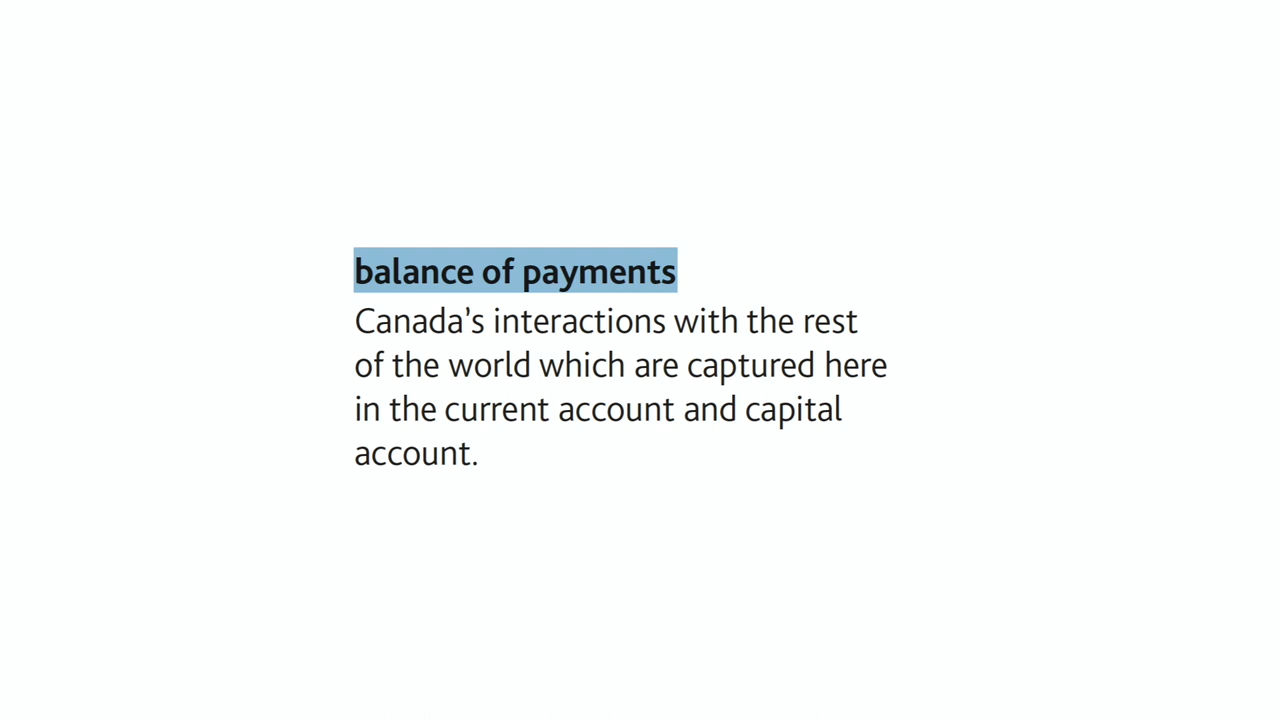 balance of payments
Canada’s interactions with the rest
of the world which are captured here
in the current account and capital
account.